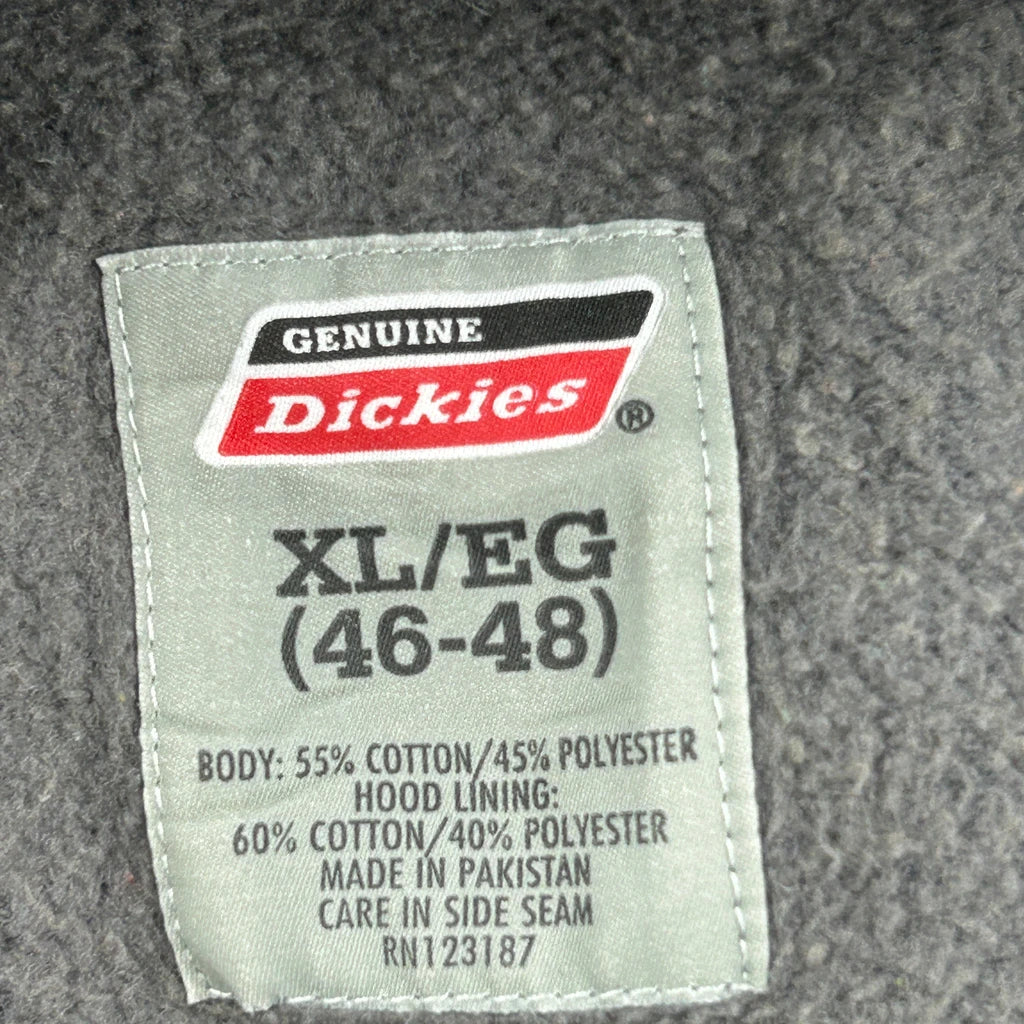 GENUINE
Dickies®
XL/EG
(46-48)
BODY: 55% COTTON/45% POLYESTER
HOOD LINING:
60% COTTON/40% POLYESTER
MADE IN PAKISTAN
CARE IN SIDE SEAM
RN123187